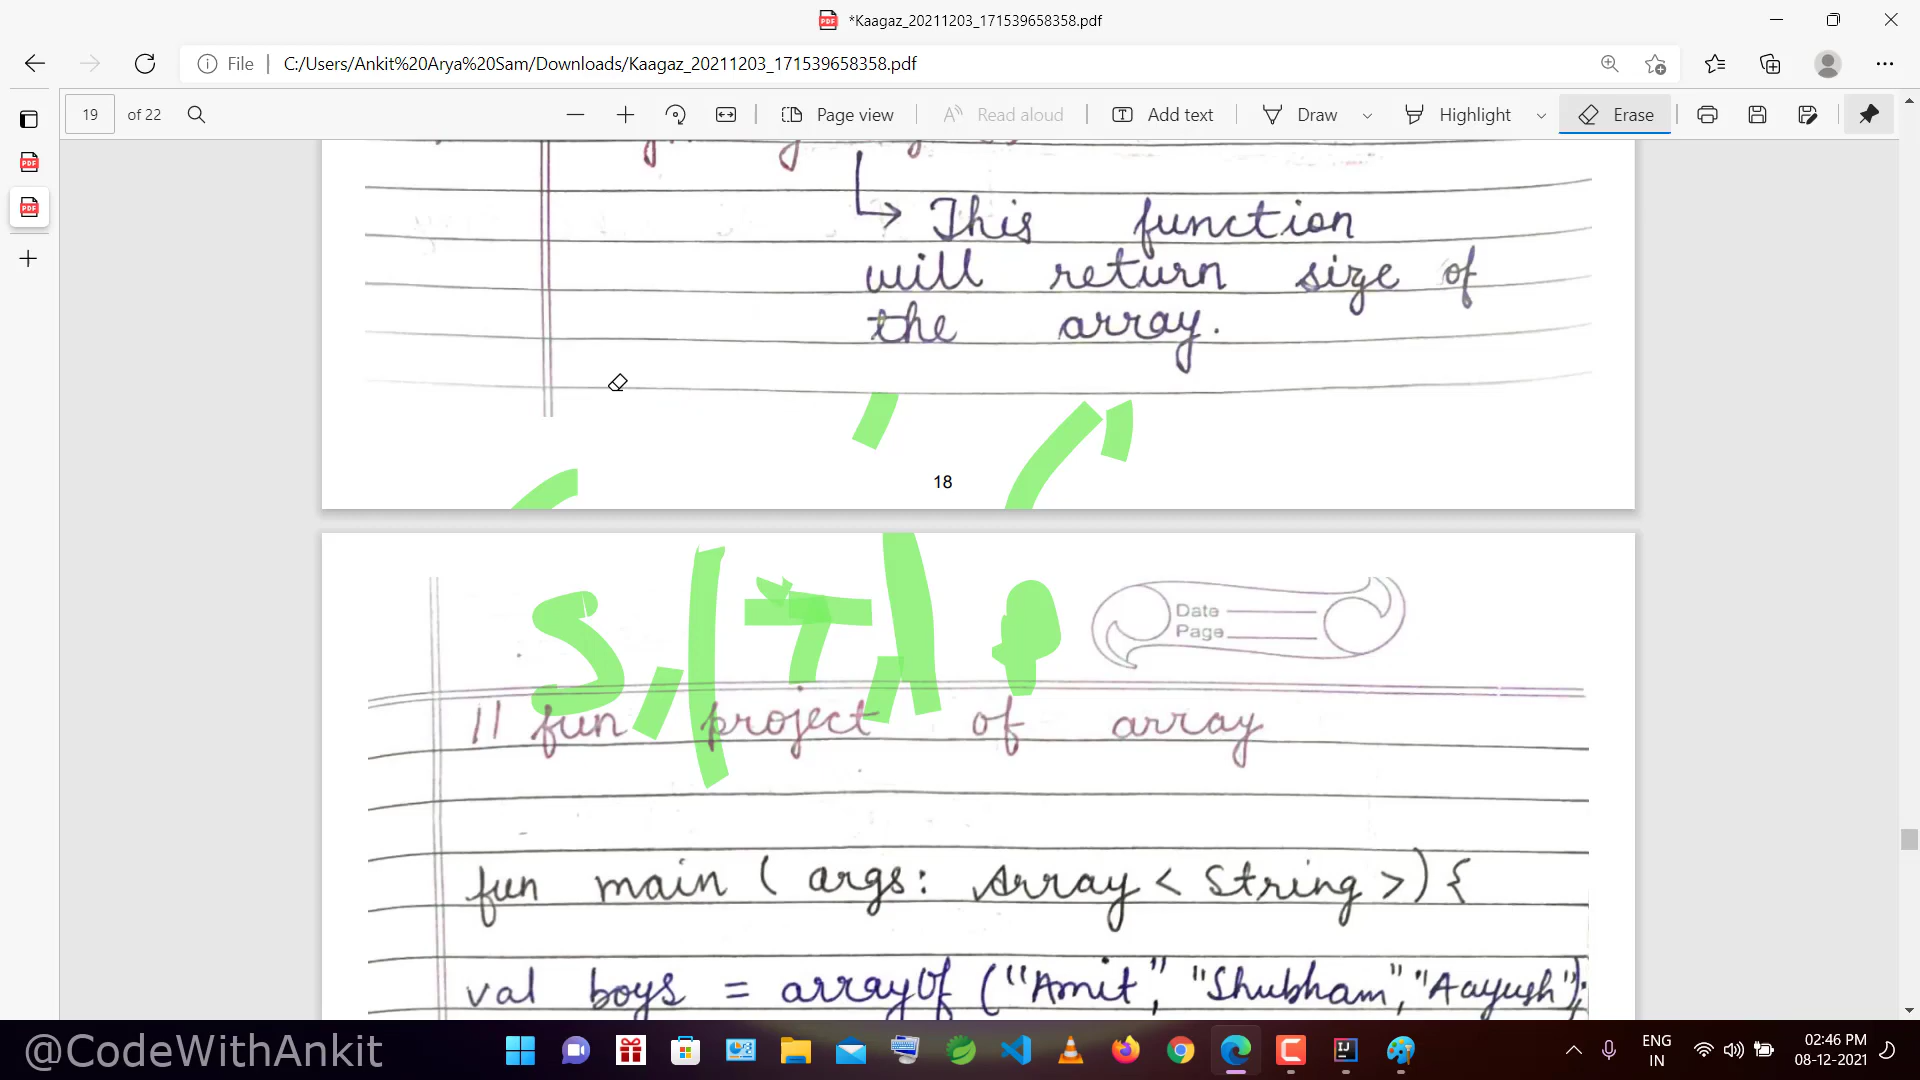 *Kaagaz_20211203_171539658358.pdf
File C:/Users/Ankit%20Arya%20Sam/Downloads/Kaagaz_20211203_171539658358.pdf
19 of 22 Page view Read aloud Add text Draw Highlight Erase
This function
will return size of
the array.
18
S, (T,)
Date
Page
// fun project of array
fun main ( args: Array < String >) {
val boys = arrayOf ("Amit", "Shubham", "Aayush");
@CodeWithAnkit
ENG
IN
02:46 PM
08-12-2021